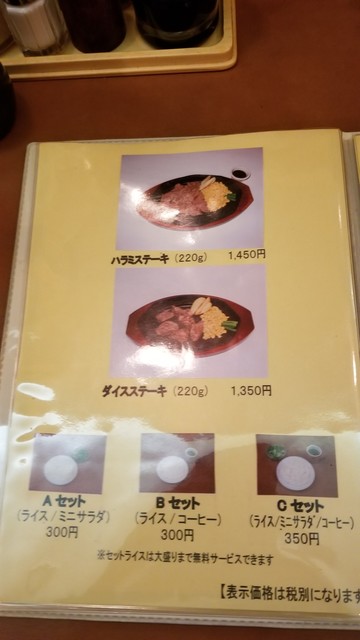 ハラミステーキ (220g) 1,450円
ダイスステーキ (220g) 1,350円
A セット
(ライス / ミニサラダ)
300円
B セット
(ライス / コーヒー)
300円
C セット
(ライス/ミニサラダ/コーヒー)
350円
※セットライスは大盛りまで無料サービスできます
【表示価格は税別になります